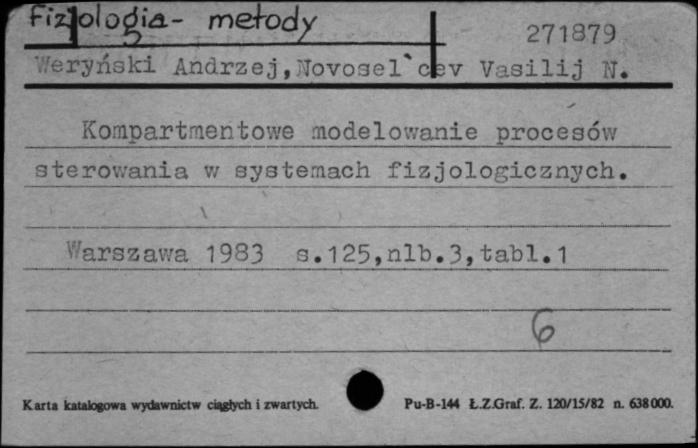 fizjologia- metody
271879
Weryński Andrzej,Novosel`cev Vasilij N.
Kompartmentowe modelowanie procesów
sterowania w systemach fizjologicznych.
Warszawa 1983 s.125,nlb.3,tabl.1
6
Karta katalogowa wydawnictw ciągłych i zwartych. Pu-B-144 Ł.Z.Graf. Z. 120/15/82 n. 638000.